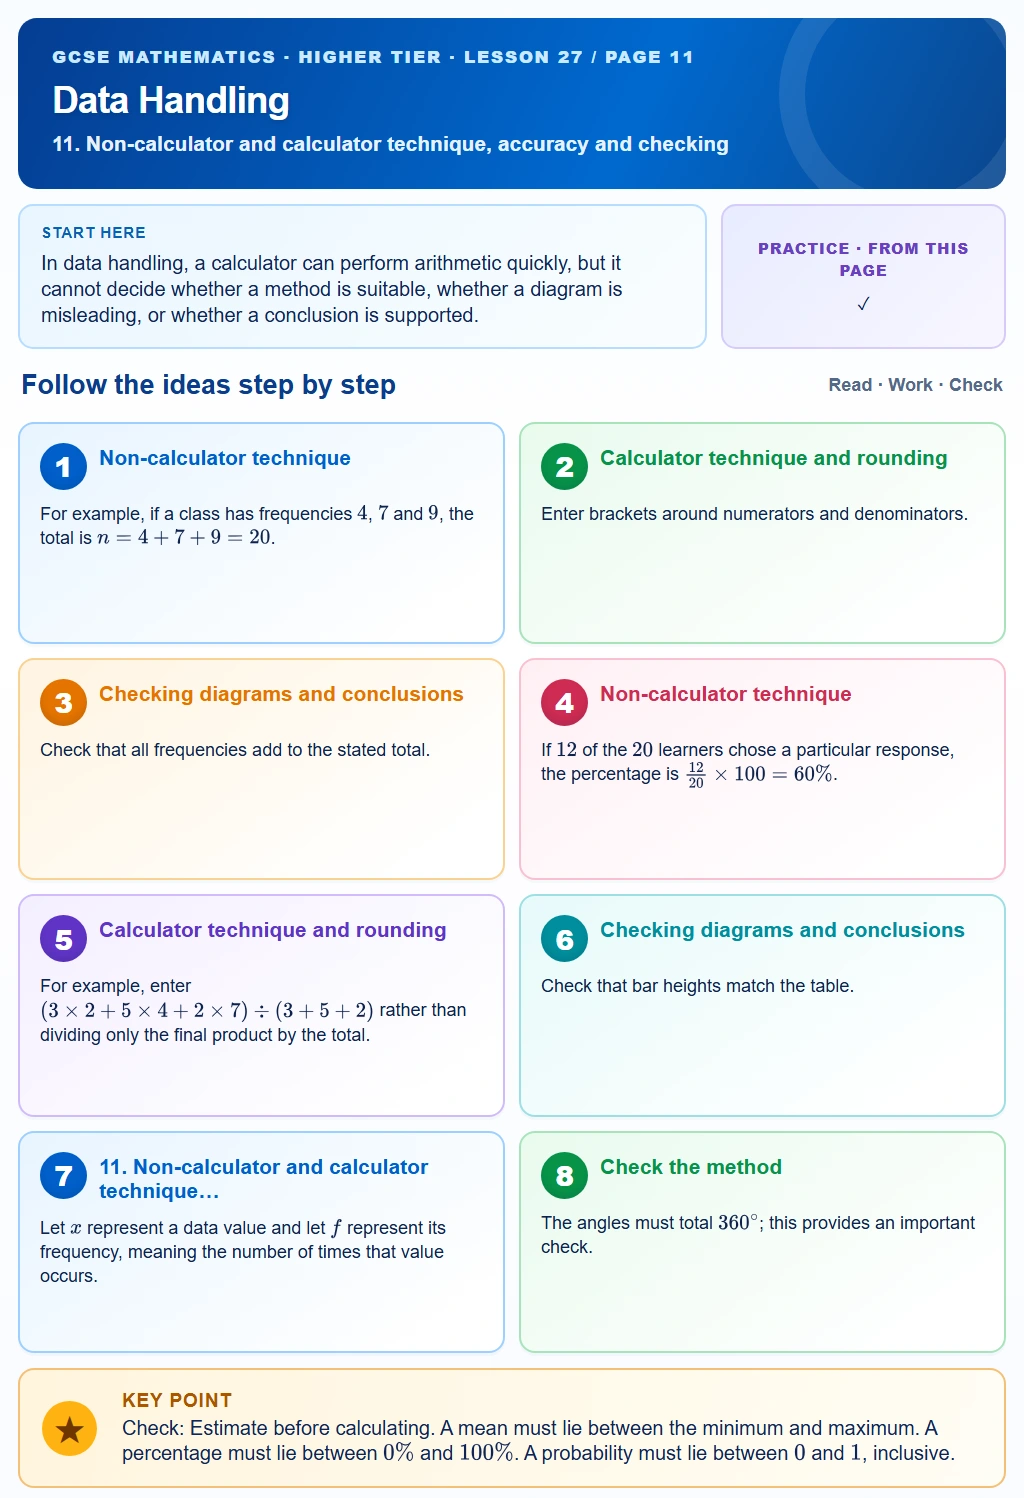 GCSE MATHEMATICS · HIGHER TIER · LESSON 27 / PAGE 11
Data Handling
11. Non-calculator and calculator technique, accuracy and checking
START HERE
In data handling, a calculator can perform arithmetic quickly, but it
cannot decide whether a method is suitable, whether a diagram is
misleading, or whether a conclusion is supported.
PRACTICE · FROM THIS
PAGE
✓
Follow the ideas step by step
Read · Work · Check
1 Non-calculator technique
For example, if a class has frequencies 4, 7 and 9, the
total is n = 4 + 7 + 9 = 20.
2 Calculator technique and rounding
Enter brackets around numerators and denominators.
3 Checking diagrams and conclusions
Check that all frequencies add to the stated total.
4 Non-calculator technique
If 12 of the 20 learners chose a particular response,
the percentage is 12/20 × 100 = 60%.
5 Calculator technique and rounding
For example, enter
(3 × 2 + 5 × 4 + 2 × 7) ÷ (3 + 5 + 2) rather than
dividing only the final product by the total.
6 Checking diagrams and conclusions
Check that bar heights match the table.
7 11. Non-calculator and calculator
technique…
Let x represent a data value and let f represent its
frequency, meaning the number of times that value
occurs.
8 Check the method
The angles must total 360°; this provides an important
check.
★ KEY POINT
Check: Estimate before calculating. A mean must lie between the minimum and maximum. A
percentage must lie between 0% and 100%. A probability must lie between 0 and 1, inclusive.